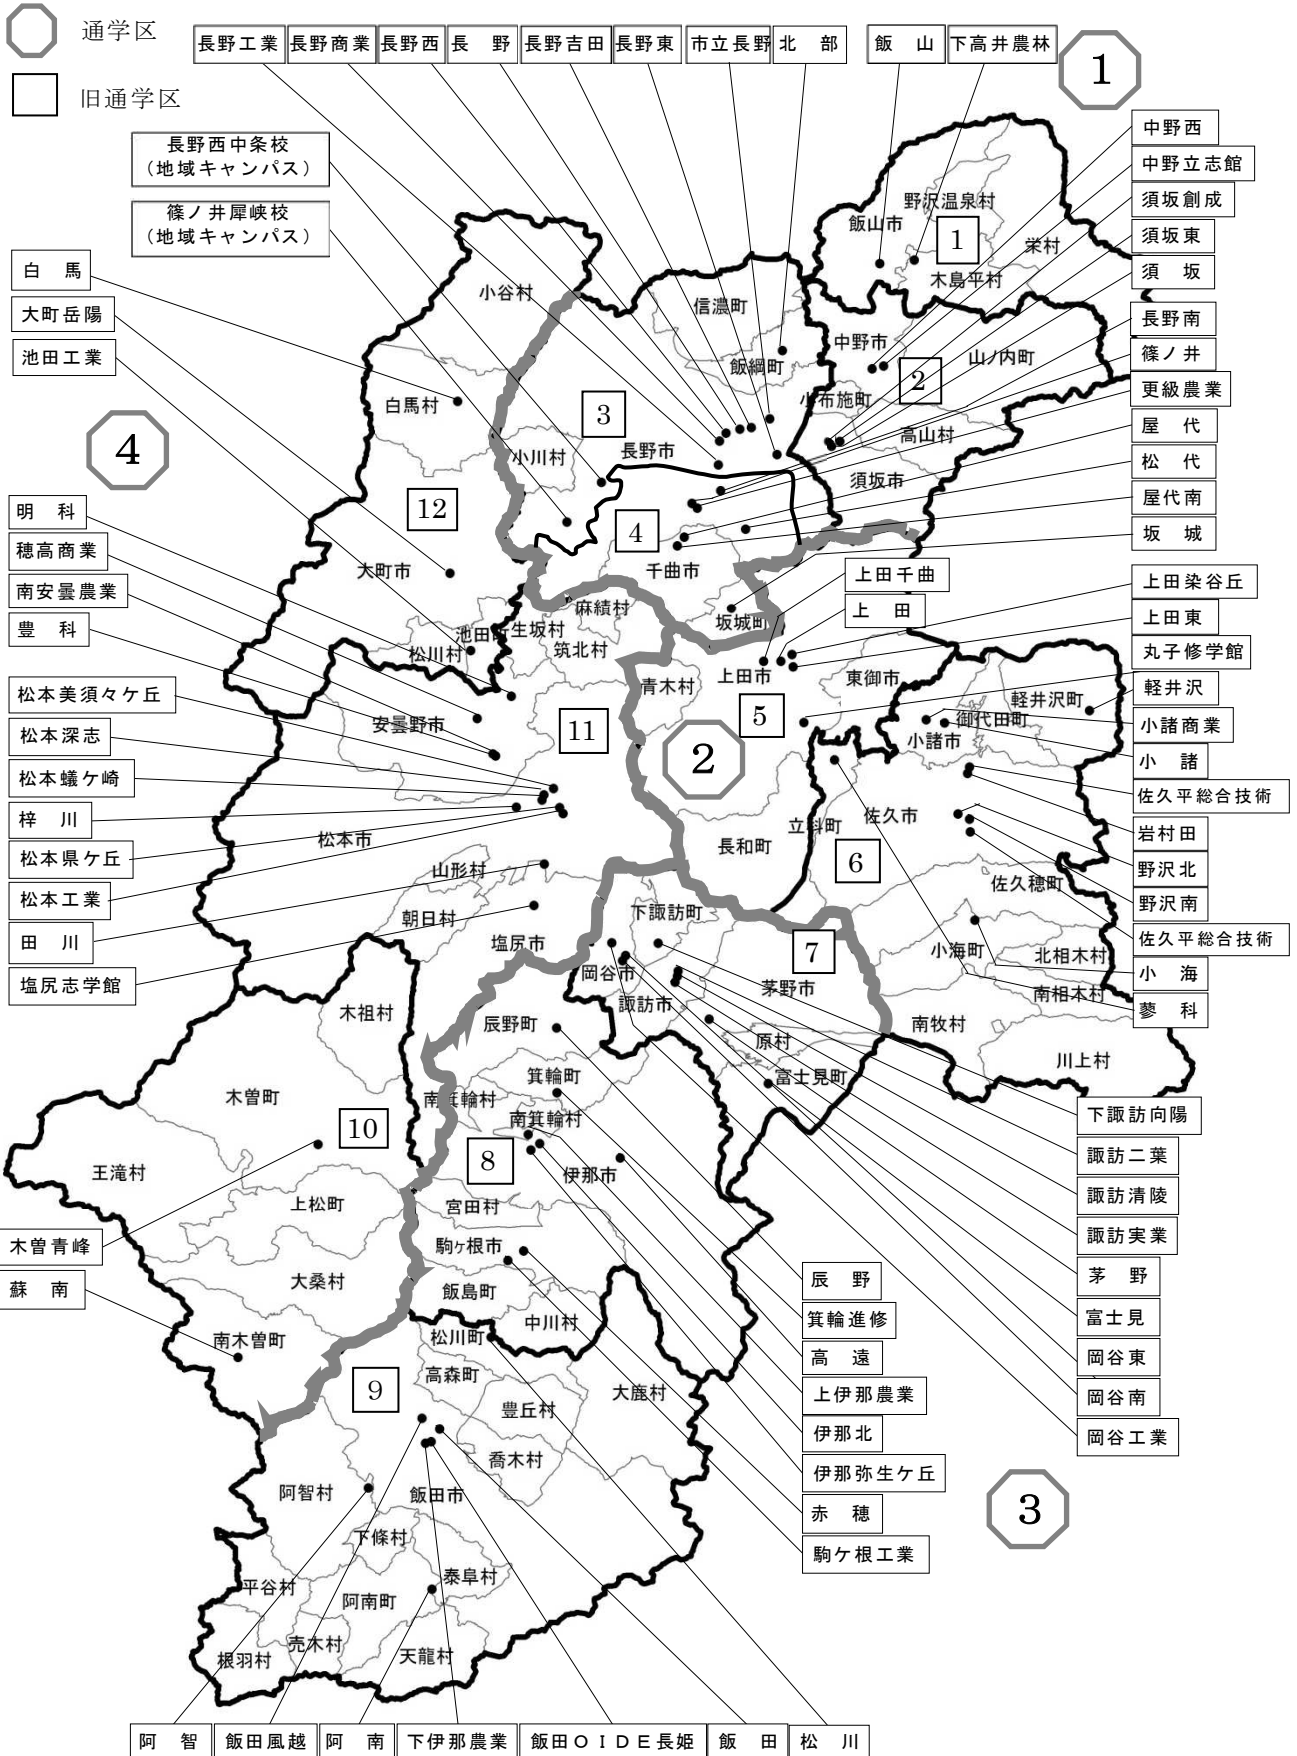 通学区
旧通学区
長野工業
長野商業
長野西
長　野
長野吉田
長野東
市立長野
北　部
飯　山
下高井農林
1
長野西中条校
（地域キャンパス）
篠ノ井犀峡校
（地域キャンパス）
白　馬
大町岳陽
池田工業
4
明　科
穂高商業
南安曇農業
豊　科
松本美須々ケ丘
松本深志
松本蟻ケ崎
梓　川
松本県ケ丘
松本工業
田　川
塩尻志学館
木曽青峰
蘇　南
中野西
中野立志館
須坂創成
須坂東
須　坂
長野南
篠ノ井
更級農業
屋　代
松　代
屋代南
坂　城
上田千曲
上　田
上田染谷丘
上田東
丸子修学館
軽井沢
小諸商業
小　諸
佐久平総合技術
岩村田
野沢北
野沢南
佐久平総合技術
小　海
蓼　科
下諏訪向陽
諏訪二葉
諏訪清陵
諏訪実業
茅　野
富士見
岡谷東
岡谷南
岡谷工業
辰　野
箕輪進修
高　遠
上伊那農業
伊那北
伊那弥生ケ丘
赤　穂
駒ケ根工業
3
阿　智
飯田風越
阿　南
下伊那農業
飯田ＯＩＤＥ長姫
飯　田
松　川
野沢温泉村
飯山市
1
栄村
木島平村
小谷村
信濃町
中野市
山ノ内町
飯綱町
2
白馬村
3
小布施町
高山村
長野市
小川村
須坂市
12
4
大町市
千曲市
麻績村
坂城町
池田町
生坂村
松川村
筑北村
青木村
上田市
東御市
軽井沢町
御代田町
小諸市
安曇野市
11
5
2
松本市
立科町
佐久市
長和町
6
山形村
佐久穂町
朝日村
下諏訪町
塩尻市
7
小海町
北相木村
岡谷市
茅野市
南相木村
諏訪市
木祖村
辰野町
原村
南牧村
川上村
箕輪町
富士見町
木曽町
南箕輪村
南箕輪村
10
8
伊那市
王滝村
上松町
宮田村
駒ヶ根市
大桑村
飯島町
中川村
南木曽町
松川町
高森町
9
大鹿村
豊丘村
喬木村
阿智村
飯田市
下條村
泰阜村
平谷村
阿南町
売木村
根羽村
天龍村